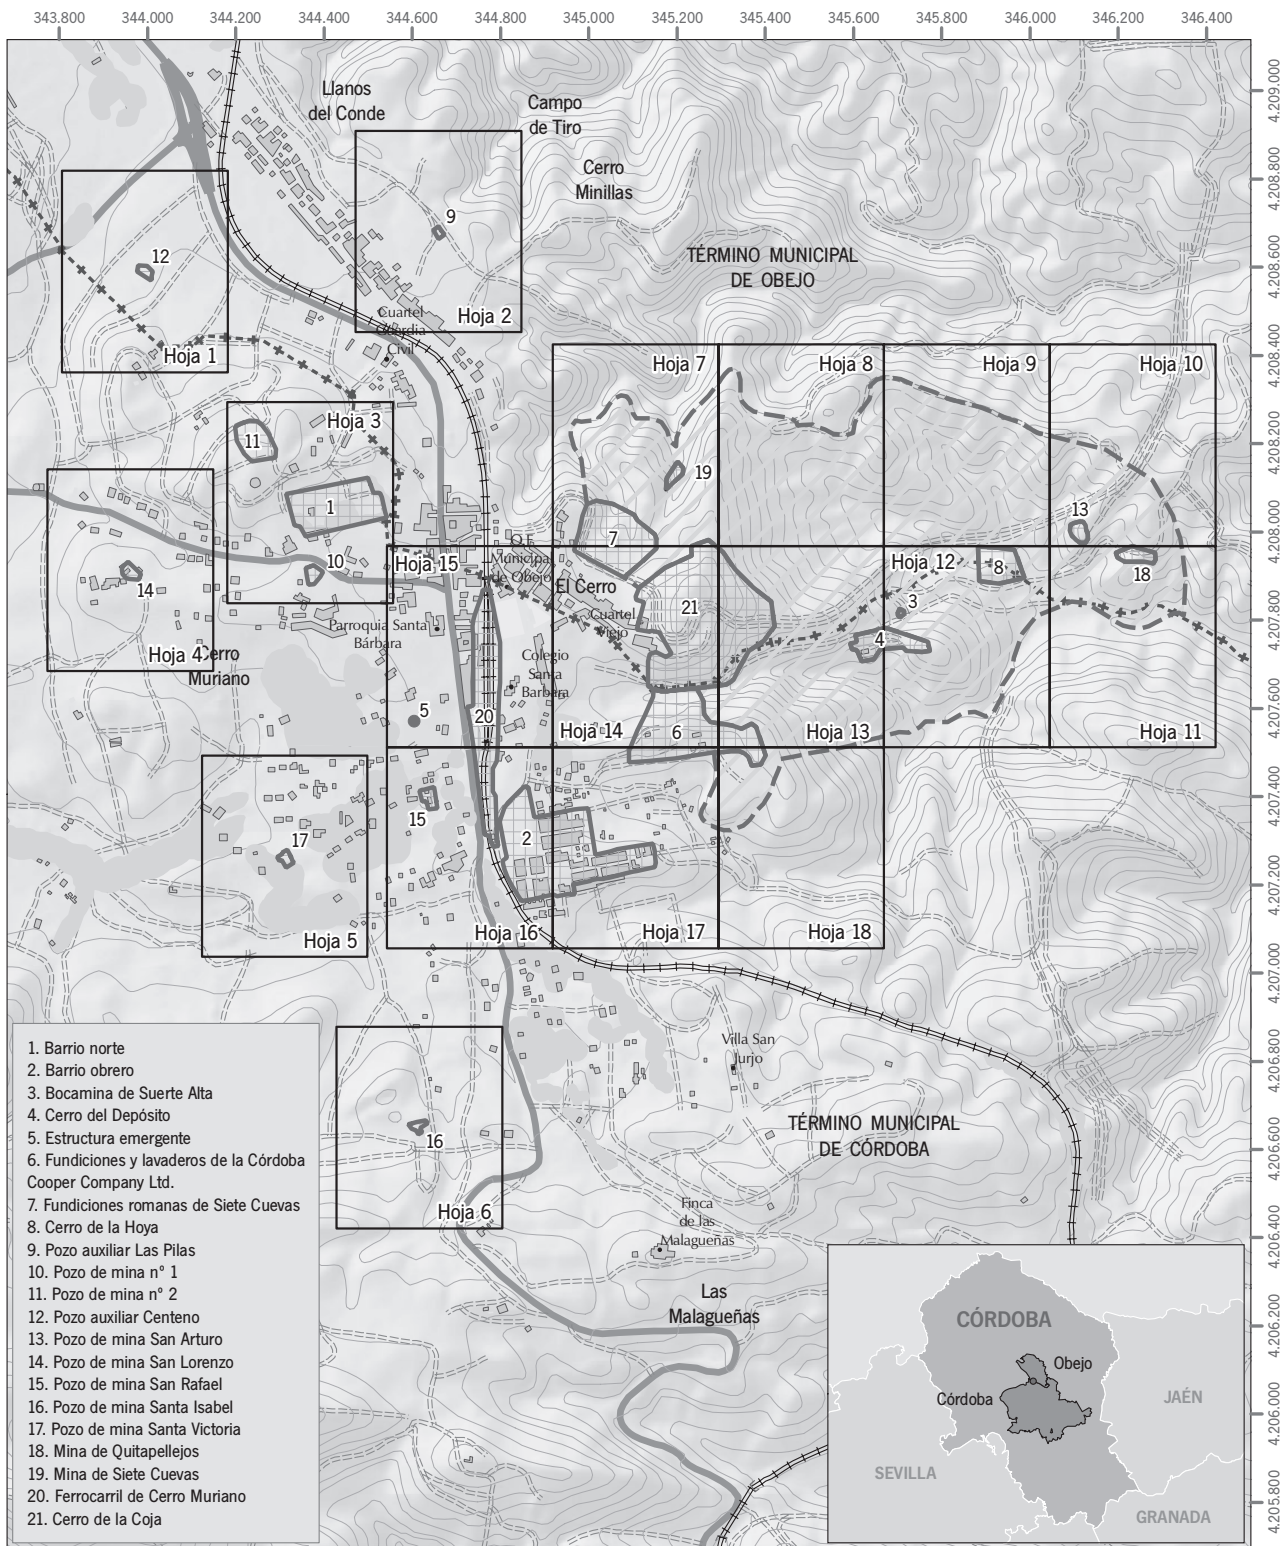 343.800
344.000
344.200
344.400
344.600
344.800
345.000
345.200
345.400
345.600
345.800
346.000
346.200
346.400
4.209.000
4.208.800
4.208.600
4.208.400
4.208.200
4.208.000
4.207.800
4.207.600
4.207.400
4.207.200
4.207.000
4.206.800
4.206.600
4.206.400
4.206.200
4.206.000
4.205.800
Llanos
del Conde
Campo
de Tiro
Cerro
Minillas
9
12
TÉRMINO MUNICIPAL
DE OBEJO
Cuartel
Guardia
Civil
Hoja 2
Hoja 1
Hoja 7
Hoja 8
Hoja 9
Hoja 10
Hoja 3
11
19
1
13
7
O.F.
Municipal
de Obejo
Hoja 15
Hoja 12
10
8
18
14
El Cerro
21
3
Cuartel
Viejo
Parroquia Santa
Bárbara
4
Hoja 4
Cerro
Muriano
Colegio
Santa
Barbara
5
20
Hoja 14
6
Hoja 13
Hoja 11
15
2
17
Hoja 5
Hoja 16
Hoja 17
Hoja 18
Villa San
Jurjo
TÉRMINO MUNICIPAL
DE CÓRDOBA
16
Hoja 6
Finca
de las
Malagueñas
Las
Malagueñas
1. Barrio norte
2. Barrio obrero
3. Bocamina de Suerte Alta
4. Cerro del Depósito
5. Estructura emergente
6. Fundiciones y lavaderos de la Córdoba
Cooper Company Ltd.
7. Fundiciones romanas de Siete Cuevas
8. Cerro de la Hoya
9. Pozo auxiliar Las Pilas
10. Pozo de mina n° 1
11. Pozo de mina n° 2
12. Pozo auxiliar Centeno
13. Pozo de mina San Arturo
14. Pozo de mina San Lorenzo
15. Pozo de mina San Rafael
16. Pozo de mina Santa Isabel
17. Pozo de mina Santa Victoria
18. Mina de Quitapellejos
19. Mina de Siete Cuevas
20. Ferrocarril de Cerro Muriano
21. Cerro de la Coja
CÓRDOBA
Obejo
Córdoba
JAÉN
SEVILLA
GRANADA